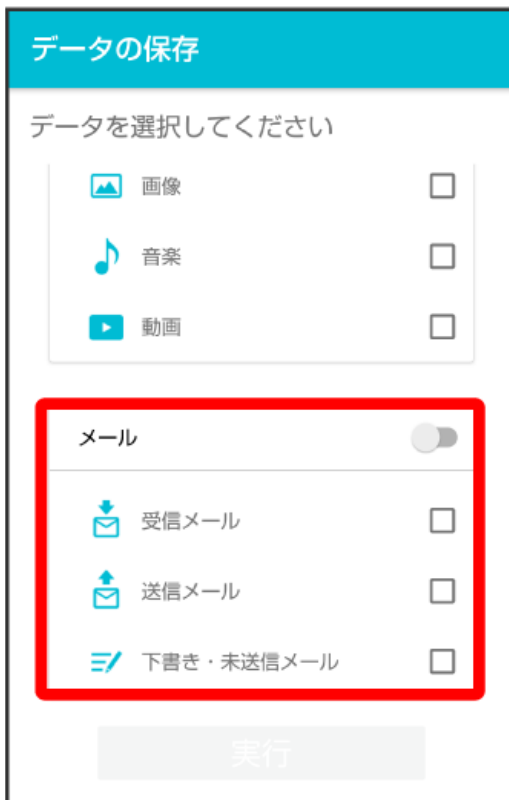 データの保存
データを選択してください
画像
音楽
動画
メール
受信メール
送信メール
下書き・未送信メール
実行